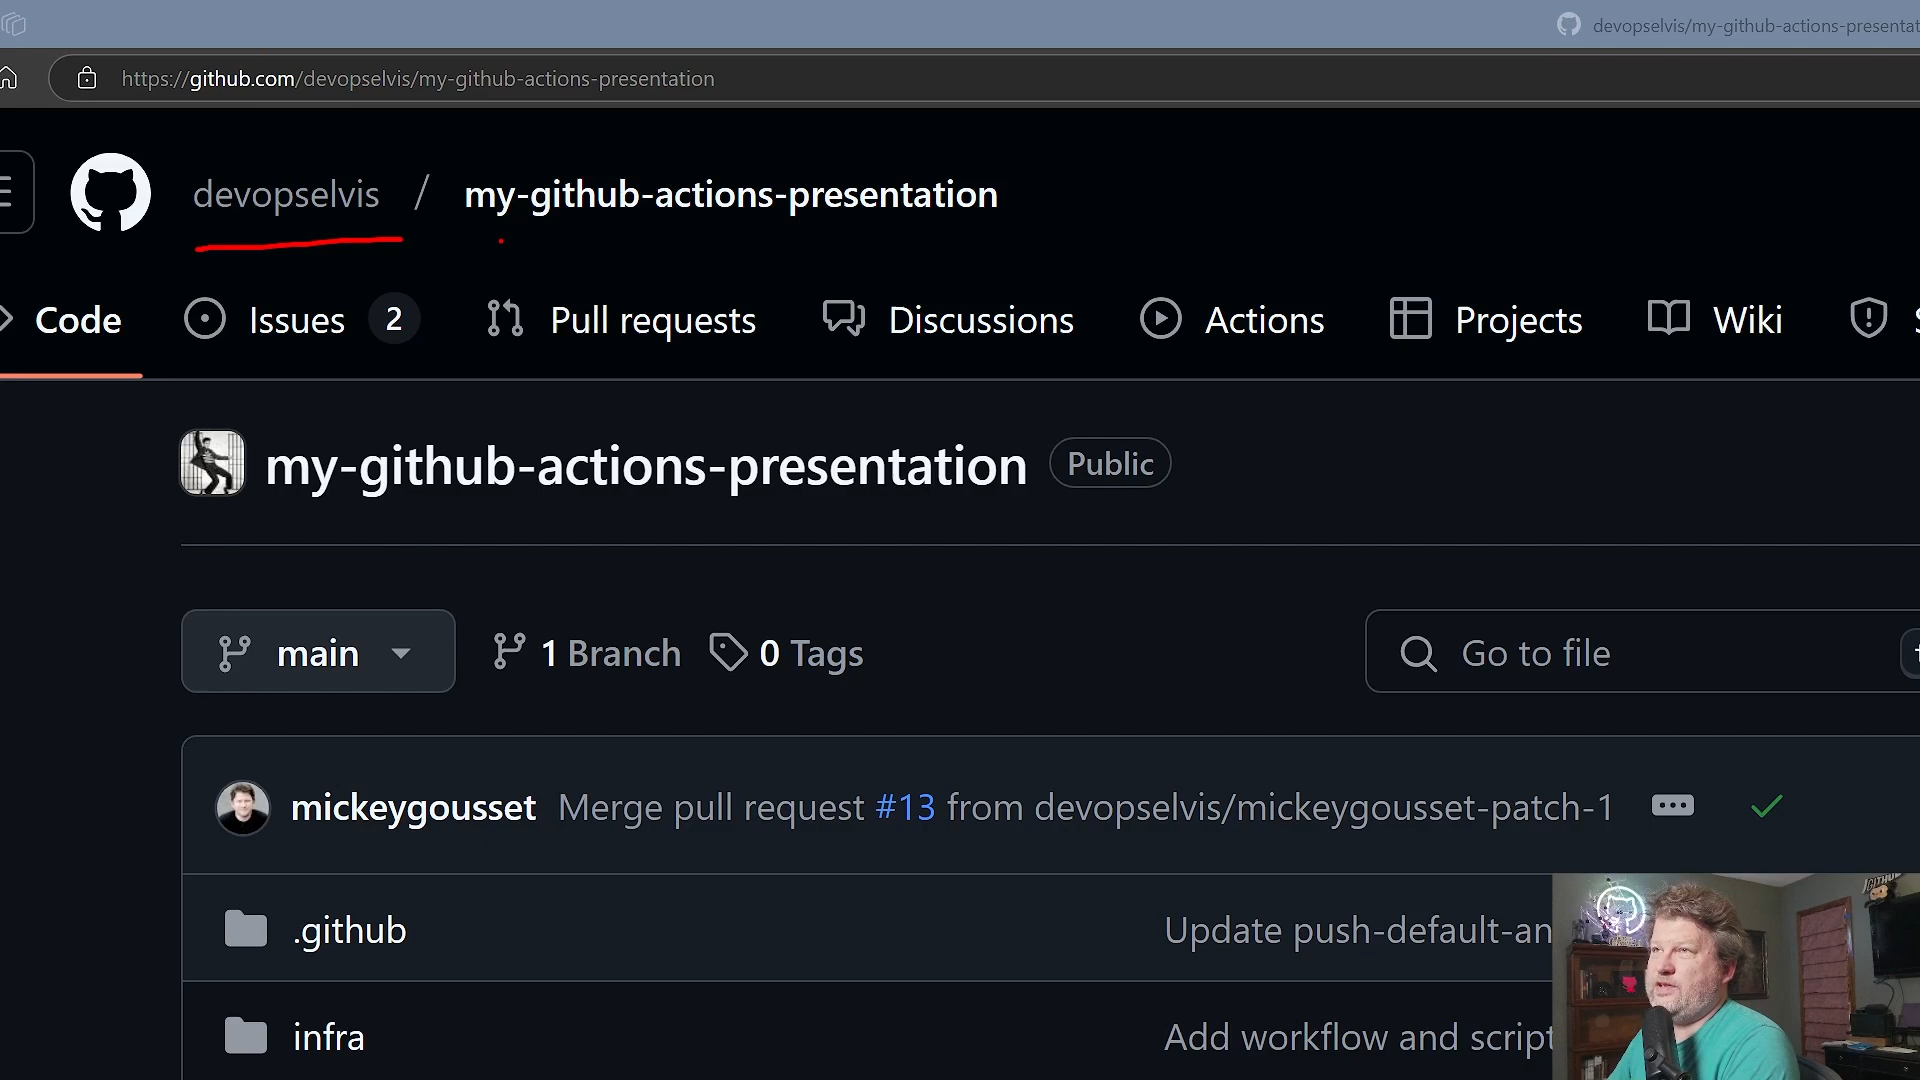 devopselvis/my-github-actions-presentat
https://github.com/devopselvis/my-github-actions-presentation
devopselvis / my-github-actions-presentation
Code Issues 2 Pull requests Discussions Actions Projects Wiki S
my-github-actions-presentation Public
main 1 Branch 0 Tags Go to file t
mickeygousset Merge pull request #13 from devopselvis/mickeygousset-patch-1
.github Update push-default-an
infra Add workflow and script